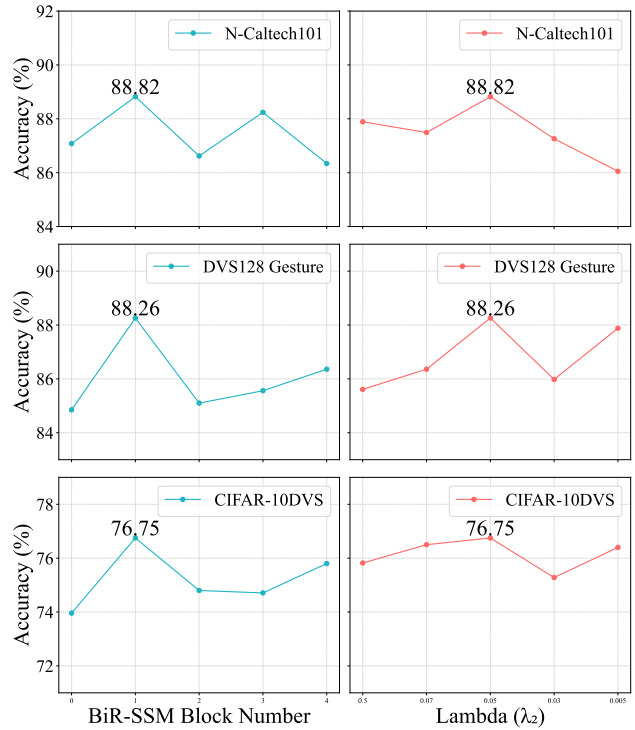 92
90
88
86
84
Accuracy (%)
N-Caltech101
88.82
N-Caltech101
88.82
90
88
86
84
Accuracy (%)
DVS128 Gesture
88.26
DVS128 Gesture
88.26
78
76
74
72
Accuracy (%)
CIFAR-10DVS
76.75
CIFAR-10DVS
76.75
0 1 2 3 4
BiR-SSM Block Number
0.5 0.07 0.05 0.03 0.005
Lambda (λ₂)